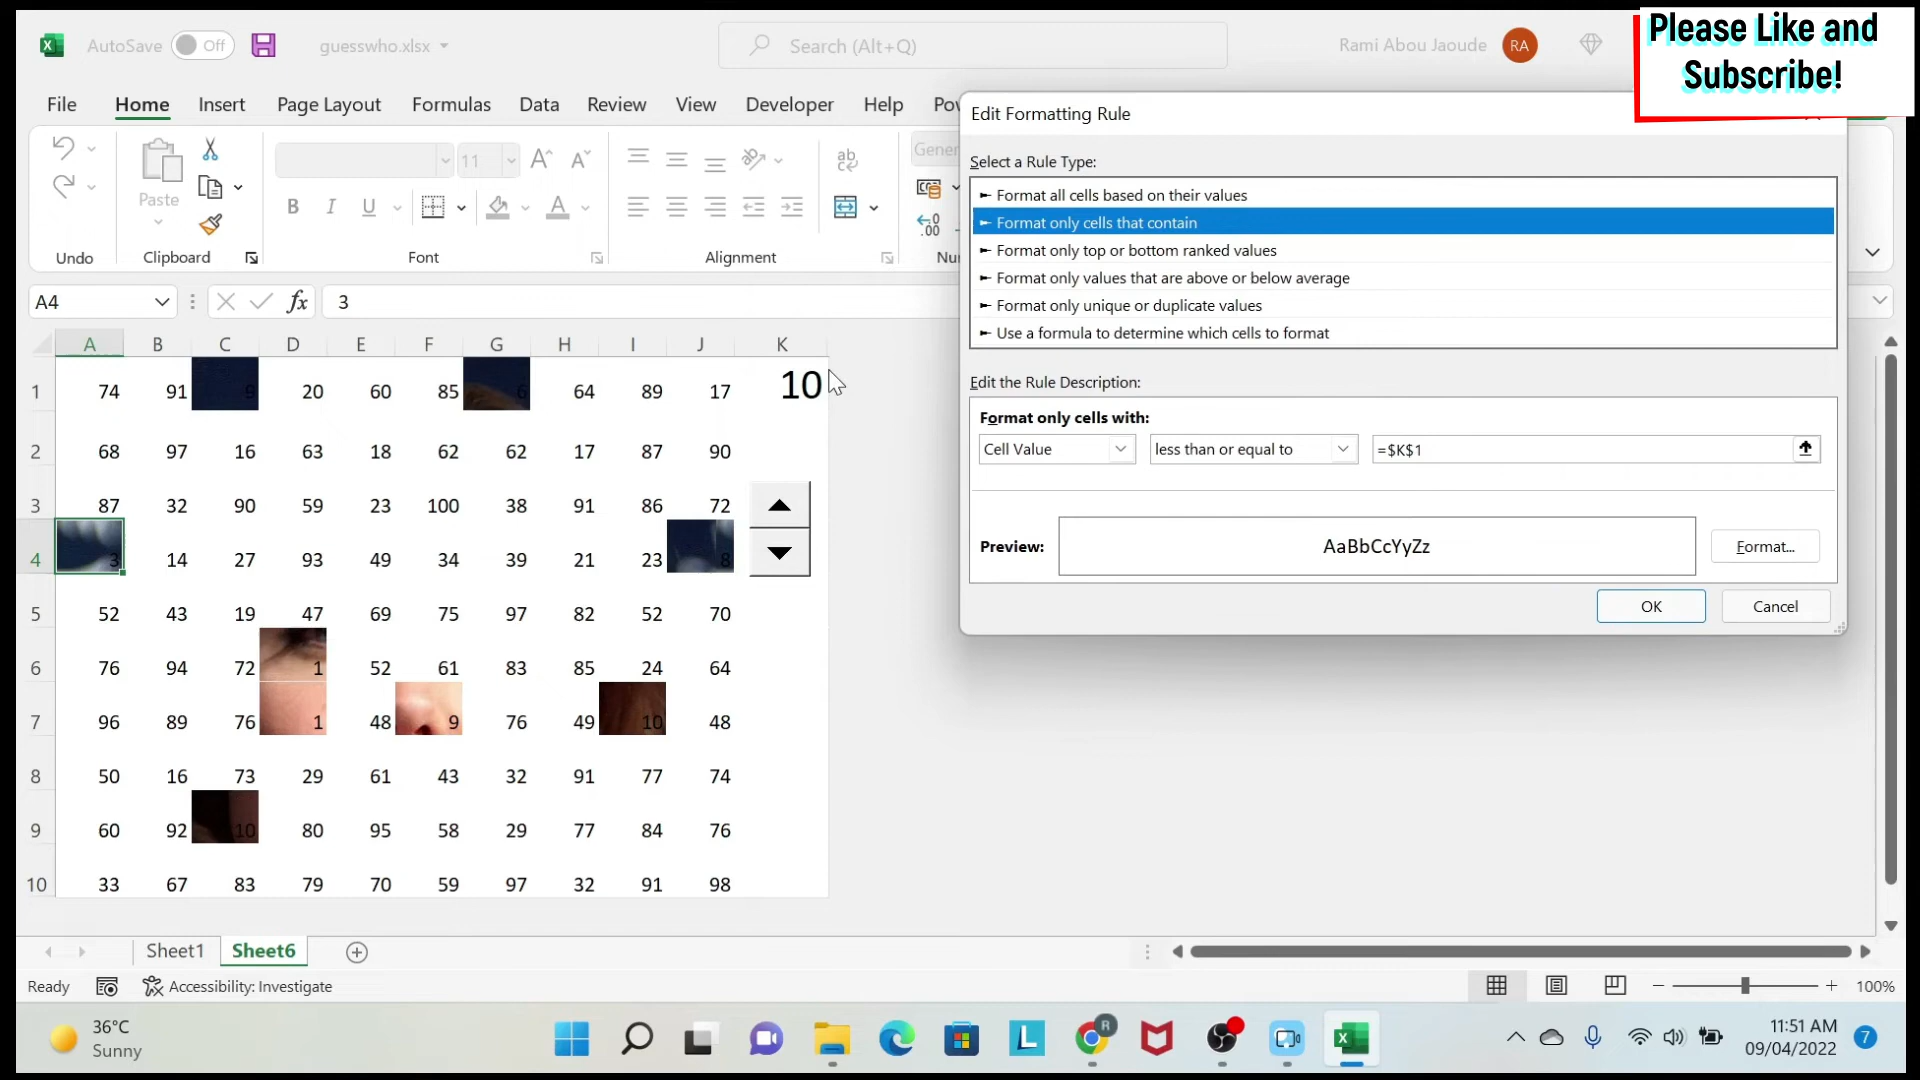 Please Like and
Subscribe!
AutoSave Off guesswho.xlsx Search (Alt+Q) Rami Abou Jaoude RA
File Home Insert Page Layout Formulas Data Review View Developer Help
Paste
11
B I U
A A
ab
.00
Undo Clipboard Font Alignment
A4 fx 3
A B C D E F G H I J K
1 74 91 9 20 60 85 6 64 89 17 10
2 68 97 16 63 18 62 62 17 87 90
3 87 32 90 59 23 100 38 91 86 72
4 3 14 27 93 49 34 39 21 23 8
5 52 43 19 47 69 75 97 82 52 70
6 76 94 72 1 52 61 83 85 24 64
7 96 89 76 1 48 9 76 49 10 48
8 50 16 73 29 61 43 32 91 77 74
9 60 92 10 80 95 58 29 77 84 76
10 33 67 83 79 70 59 97 32 91 98
Edit Formatting Rule
Select a Rule Type:
► Format all cells based on their values
► Format only cells that contain
► Format only top or bottom ranked values
► Format only values that are above or below average
► Format only unique or duplicate values
► Use a formula to determine which cells to format
Edit the Rule Description:
Format only cells with:
Cell Value less than or equal to =$K$1
Preview: AaBbCcYyZz Format...
OK Cancel
Sheet1 Sheet6
Ready Accessibility: Investigate 100%
36°C
Sunny
L
R
11:51 AM
09/04/2022
7